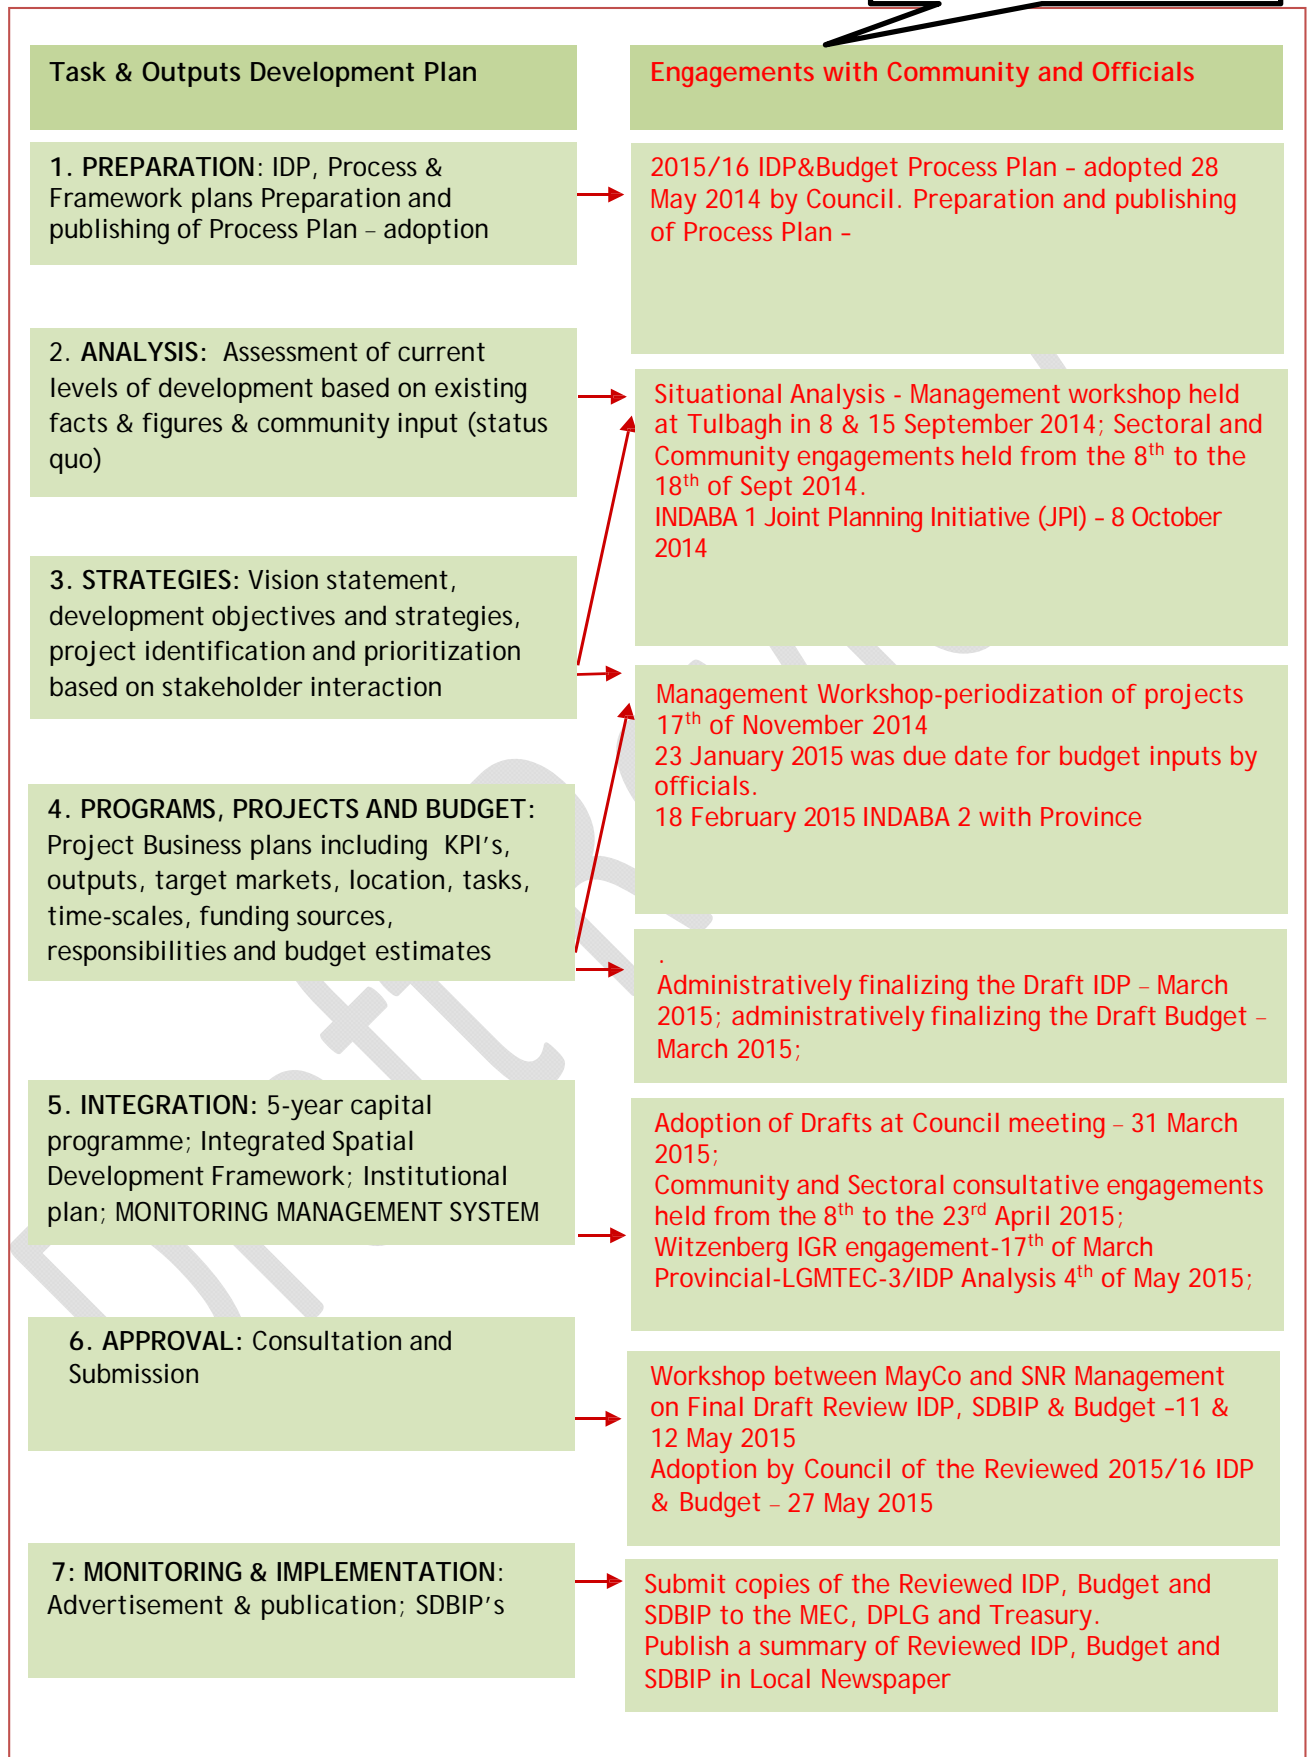 Task & Outputs Development Plan
Engagements with Community and Officials
1. PREPARATION: IDP, Process &
Framework plans Preparation and
publishing of Process Plan – adoption
2015/16 IDP&Budget Process Plan – adopted 28
May 2014 by Council. Preparation and publishing
of Process Plan –
2. ANALYSIS: Assessment of current
levels of development based on existing
facts & figures & community input (status
quo)
Situational Analysis - Management workshop held
at Tulbagh in 8 & 15 September 2014; Sectoral and
Community engagements held from the 8th to the
18th of Sept 2014.
INDABA 1 Joint Planning Initiative (JPI) – 8 October
2014
3. STRATEGIES: Vision statement,
development objectives and strategies,
project identification and prioritization
based on stakeholder interaction
Management Workshop-periodization of projects
17th of November 2014
23 January 2015 was due date for budget inputs by
officials.
18 February 2015 INDABA 2 with Province
4. PROGRAMS, PROJECTS AND BUDGET:
Project Business plans including KPI's,
outputs, target markets, location, tasks,
time-scales, funding sources,
responsibilities and budget estimates
.
Administratively finalizing the Draft IDP – March
2015; administratively finalizing the Draft Budget –
March 2015;
5. INTEGRATION: 5-year capital
programme; Integrated Spatial
Development Framework; Institutional
plan; MONITORING MANAGEMENT SYSTEM
Adoption of Drafts at Council meeting – 31 March
2015;
Community and Sectoral consultative engagements
held from the 8th to the 23rd April 2015;
Witzenberg IGR engagement-17th of March
Provincial-LGMTEC-3/IDP Analysis 4th of May 2015;
6. APPROVAL: Consultation and
Submission
Workshop between MayCo and SNR Management
on Final Draft Review IDP, SDBIP & Budget –11 &
12 May 2015
Adoption by Council of the Reviewed 2015/16 IDP
& Budget – 27 May 2015
7: MONITORING & IMPLEMENTATION:
Advertisement & publication; SDBIP's
Submit copies of the Reviewed IDP, Budget and
SDBIP to the MEC, DPLG and Treasury.
Publish a summary of Reviewed IDP, Budget and
SDBIP in Local Newspaper